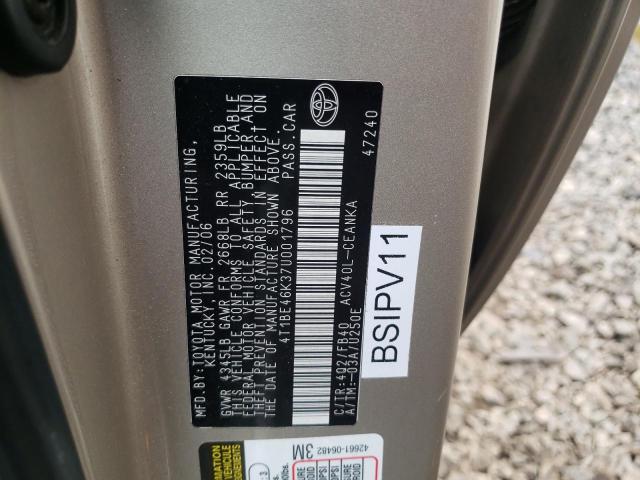 MFD.BY:TOYOTA MOTOR MANUFACTURING,
KENTUCKY, INC. 02/06
GVWR 4345LB GAWR FR 2668LB RR 2359LB
THIS VEHICLE CONFORMS TO ALL APPLICABLE
FEDERAL MOTOR VEHICLE SAFETY,BUMPER,AND
THEFT PREVENTION STANDARDS IN EFFECT ON
THE DATE OF MANUFACTURE SHOWN ABOVE.
4T1BE46K37U001796 PASS.CAR
ACV40L-CEANKA
C/TR:4Q2/FB40
A/TM:-03A/U250E 47240
BSIPV11
42661-06482
3M